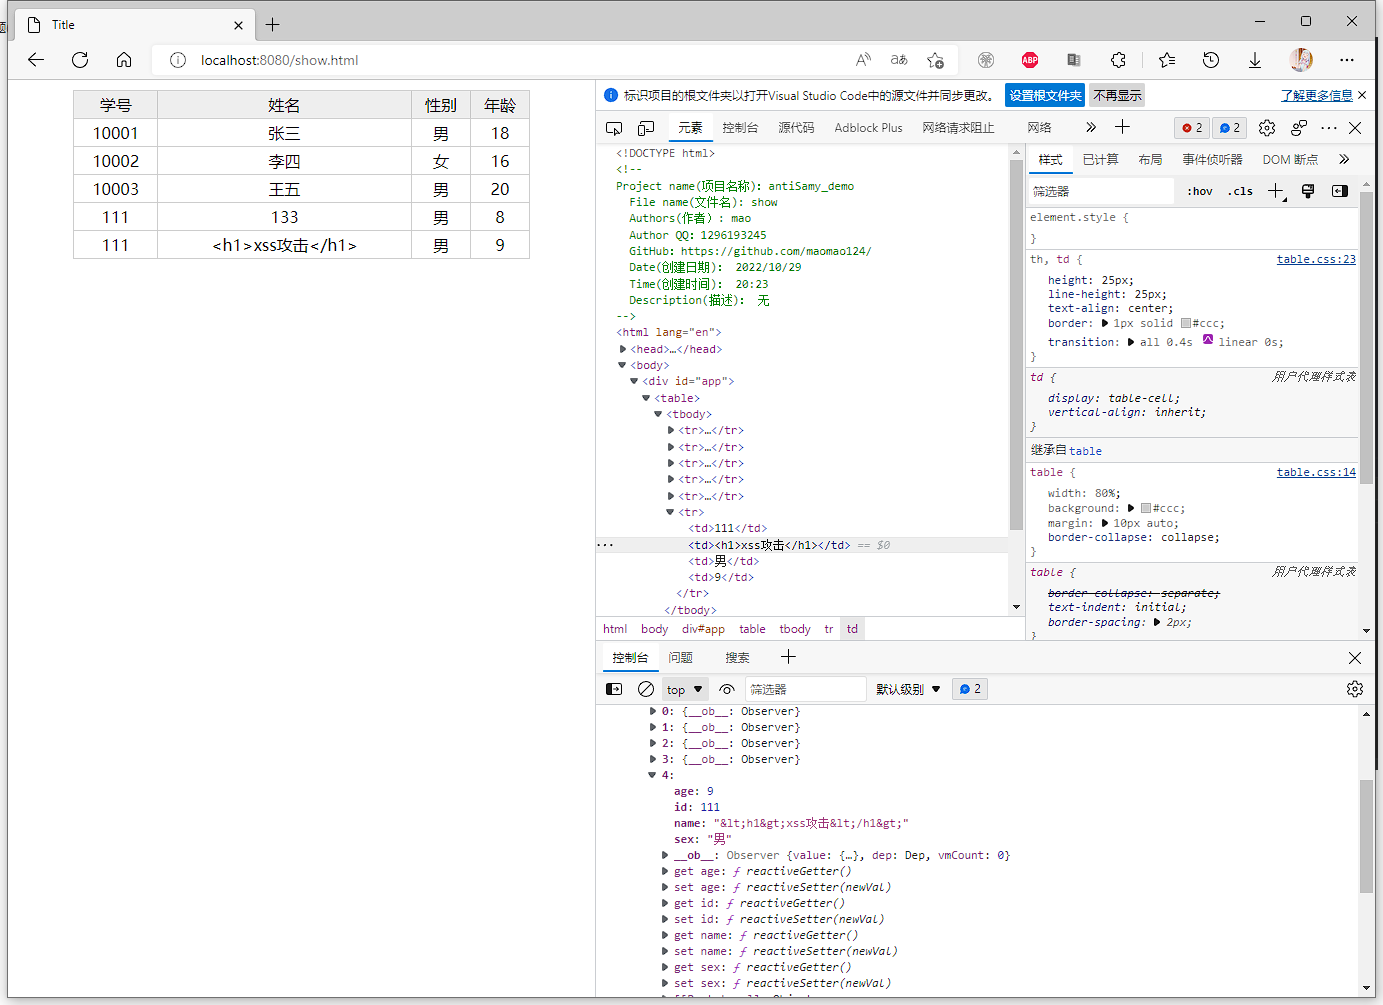 Title
localhost:8080/show.html
学号 姓名 性别 年龄
10001 张三 男 18
10002 李四 女 16
10003 王五 男 20
111 133 男 8
111 <h1>xss攻击</h1> 男 9
标识项目的根文件夹以打开Visual Studio Code中的源文件并同步更改。 设置根文件夹 不再显示 了解更多信息
元素 控制台 源代码 Adblock Plus 网络请求阻止 网络 2 2
<!DOCTYPE html>
<!--
Project name(项目名称): antiSamy_demo
File name(文件名): show
Authors(作者) : mao
Author QQ: 1296193245
GitHub: https://github.com/maomao124/
Date(创建日期): 2022/10/29
Time(创建时间): 20:23
Description(描述): 无
-->
<html lang="en">
<head>…</head>
<body>
<div id="app">
<table>
<tbody>
<tr>…</tr>
<tr>…</tr>
<tr>…</tr>
<tr>…</tr>
<tr>…</tr>
<tr>
<td>111</td>
<td><h1>xss攻击</h1></td> == $0
<td>男</td>
<td>9</td>
</tr>
</tbody>
html body div#app table tbody tr td
样式 已计算 布局 事件侦听器 DOM 断点
筛选器 :hov .cls
element.style {
}
th, td { table.css:23
height: 25px;
line-height: 25px;
text-align: center;
border: 1px solid #ccc;
transition: all 0.4s linear 0s;
}
td { 用户代理样式表
display: table-cell;
vertical-align: inherit;
}
继承自 table
table { table.css:14
width: 80%;
background: #ccc;
margin: 10px auto;
border-collapse: collapse;
}
table { 用户代理样式表
border-collapse: separate;
text-indent: initial;
border-spacing: 2px;
}
控制台 问题 搜索
top 筛选器 默认级别 2
0: {__ob__: Observer}
1: {__ob__: Observer}
2: {__ob__: Observer}
3: {__ob__: Observer}
4:
age: 9
id: 111
name: "&lt;h1&gt;xss攻击&lt;/h1&gt;"
sex: "男"
__ob__: Observer {value: {…}, dep: Dep, vmCount: 0}
get age: ƒ reactiveGetter()
set age: ƒ reactiveSetter(newVal)
get id: ƒ reactiveGetter()
set id: ƒ reactiveSetter(newVal)
get name: ƒ reactiveGetter()
set name: ƒ reactiveSetter(newVal)
get sex: ƒ reactiveGetter()
set sex: ƒ reactiveSetter(newVal)